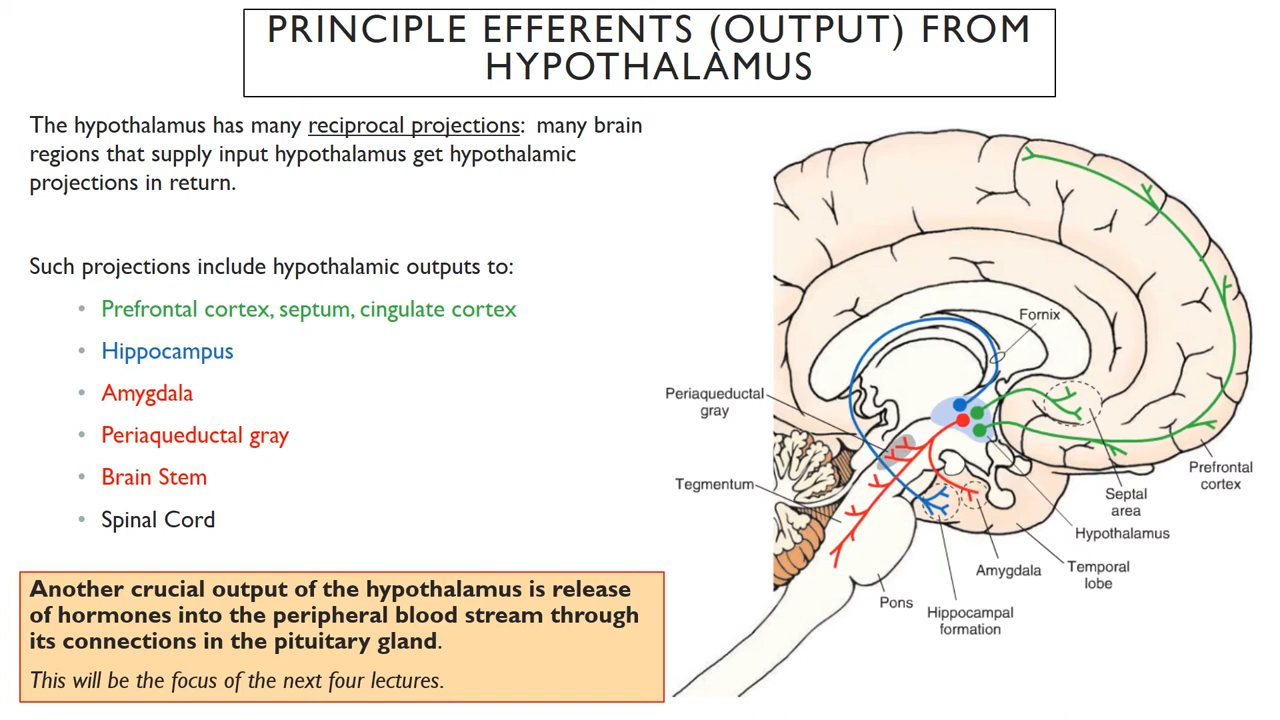 PRINCIPLE EFFERENTS (OUTPUT) FROM
HYPOTHALAMUS
The hypothalamus has many reciprocal projections: many brain
regions that supply input hypothalamus get hypothalamic
projections in return.
Such projections include hypothalamic outputs to:
• Prefrontal cortex, septum, cingulate cortex
• Hippocampus
• Amygdala
• Periaqueductal gray
• Brain Stem
• Spinal Cord
Another crucial output of the hypothalamus is release
of hormones into the peripheral blood stream through
its connections in the pituitary gland.
This will be the focus of the next four lectures.
Fornix
Periaqueductal
gray
Tegmentum
Prefrontal
cortex
Septal
area
Hypothalamus
Temporal
lobe
Amygdala
Pons
Hippocampal
formation